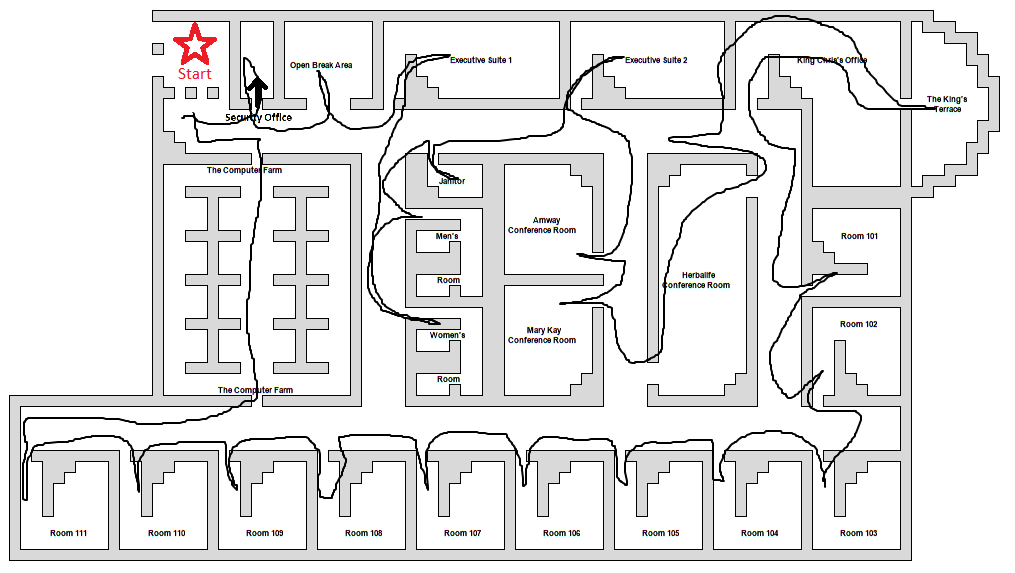 Start
Open Break Area
Executive Suite 1
Executive Suite 2
King Chris's Office
The King's
Terrace
Security Office
The Computer Farm
Janitor
Men's
Room
Women's
Room
Amway
Conference Room
Mary Kay
Conference Room
Herbalife
Conference Room
Room 101
Room 102
The Computer Farm
Room 111
Room 110
Room 109
Room 108
Room 107
Room 106
Room 105
Room 104
Room 103